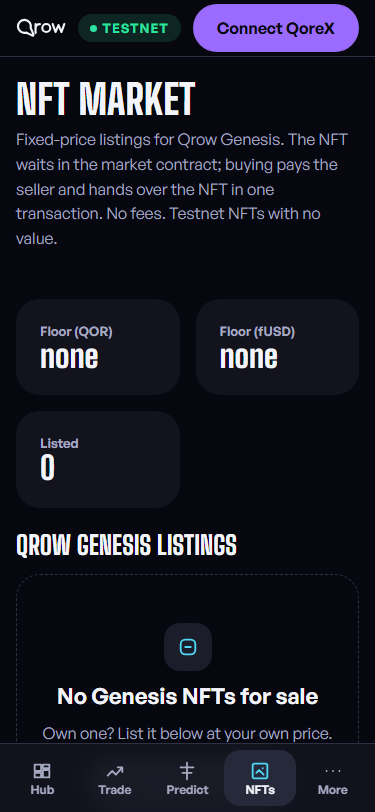 Qrow
TESTNET
Connect QoreX
NFT MARKET
Fixed-price listings for Qrow Genesis. The NFT
waits in the market contract; buying pays the
seller and hands over the NFT in one
transaction. No fees. Testnet NFTs with no
value.
Floor (QOR)
none
Floor (fUSD)
none
Listed
0
QROW GENESIS LISTINGS
No Genesis NFTs for sale
Own one? List it below at your own price.
Hub
Trade
Predict
NFTs
More